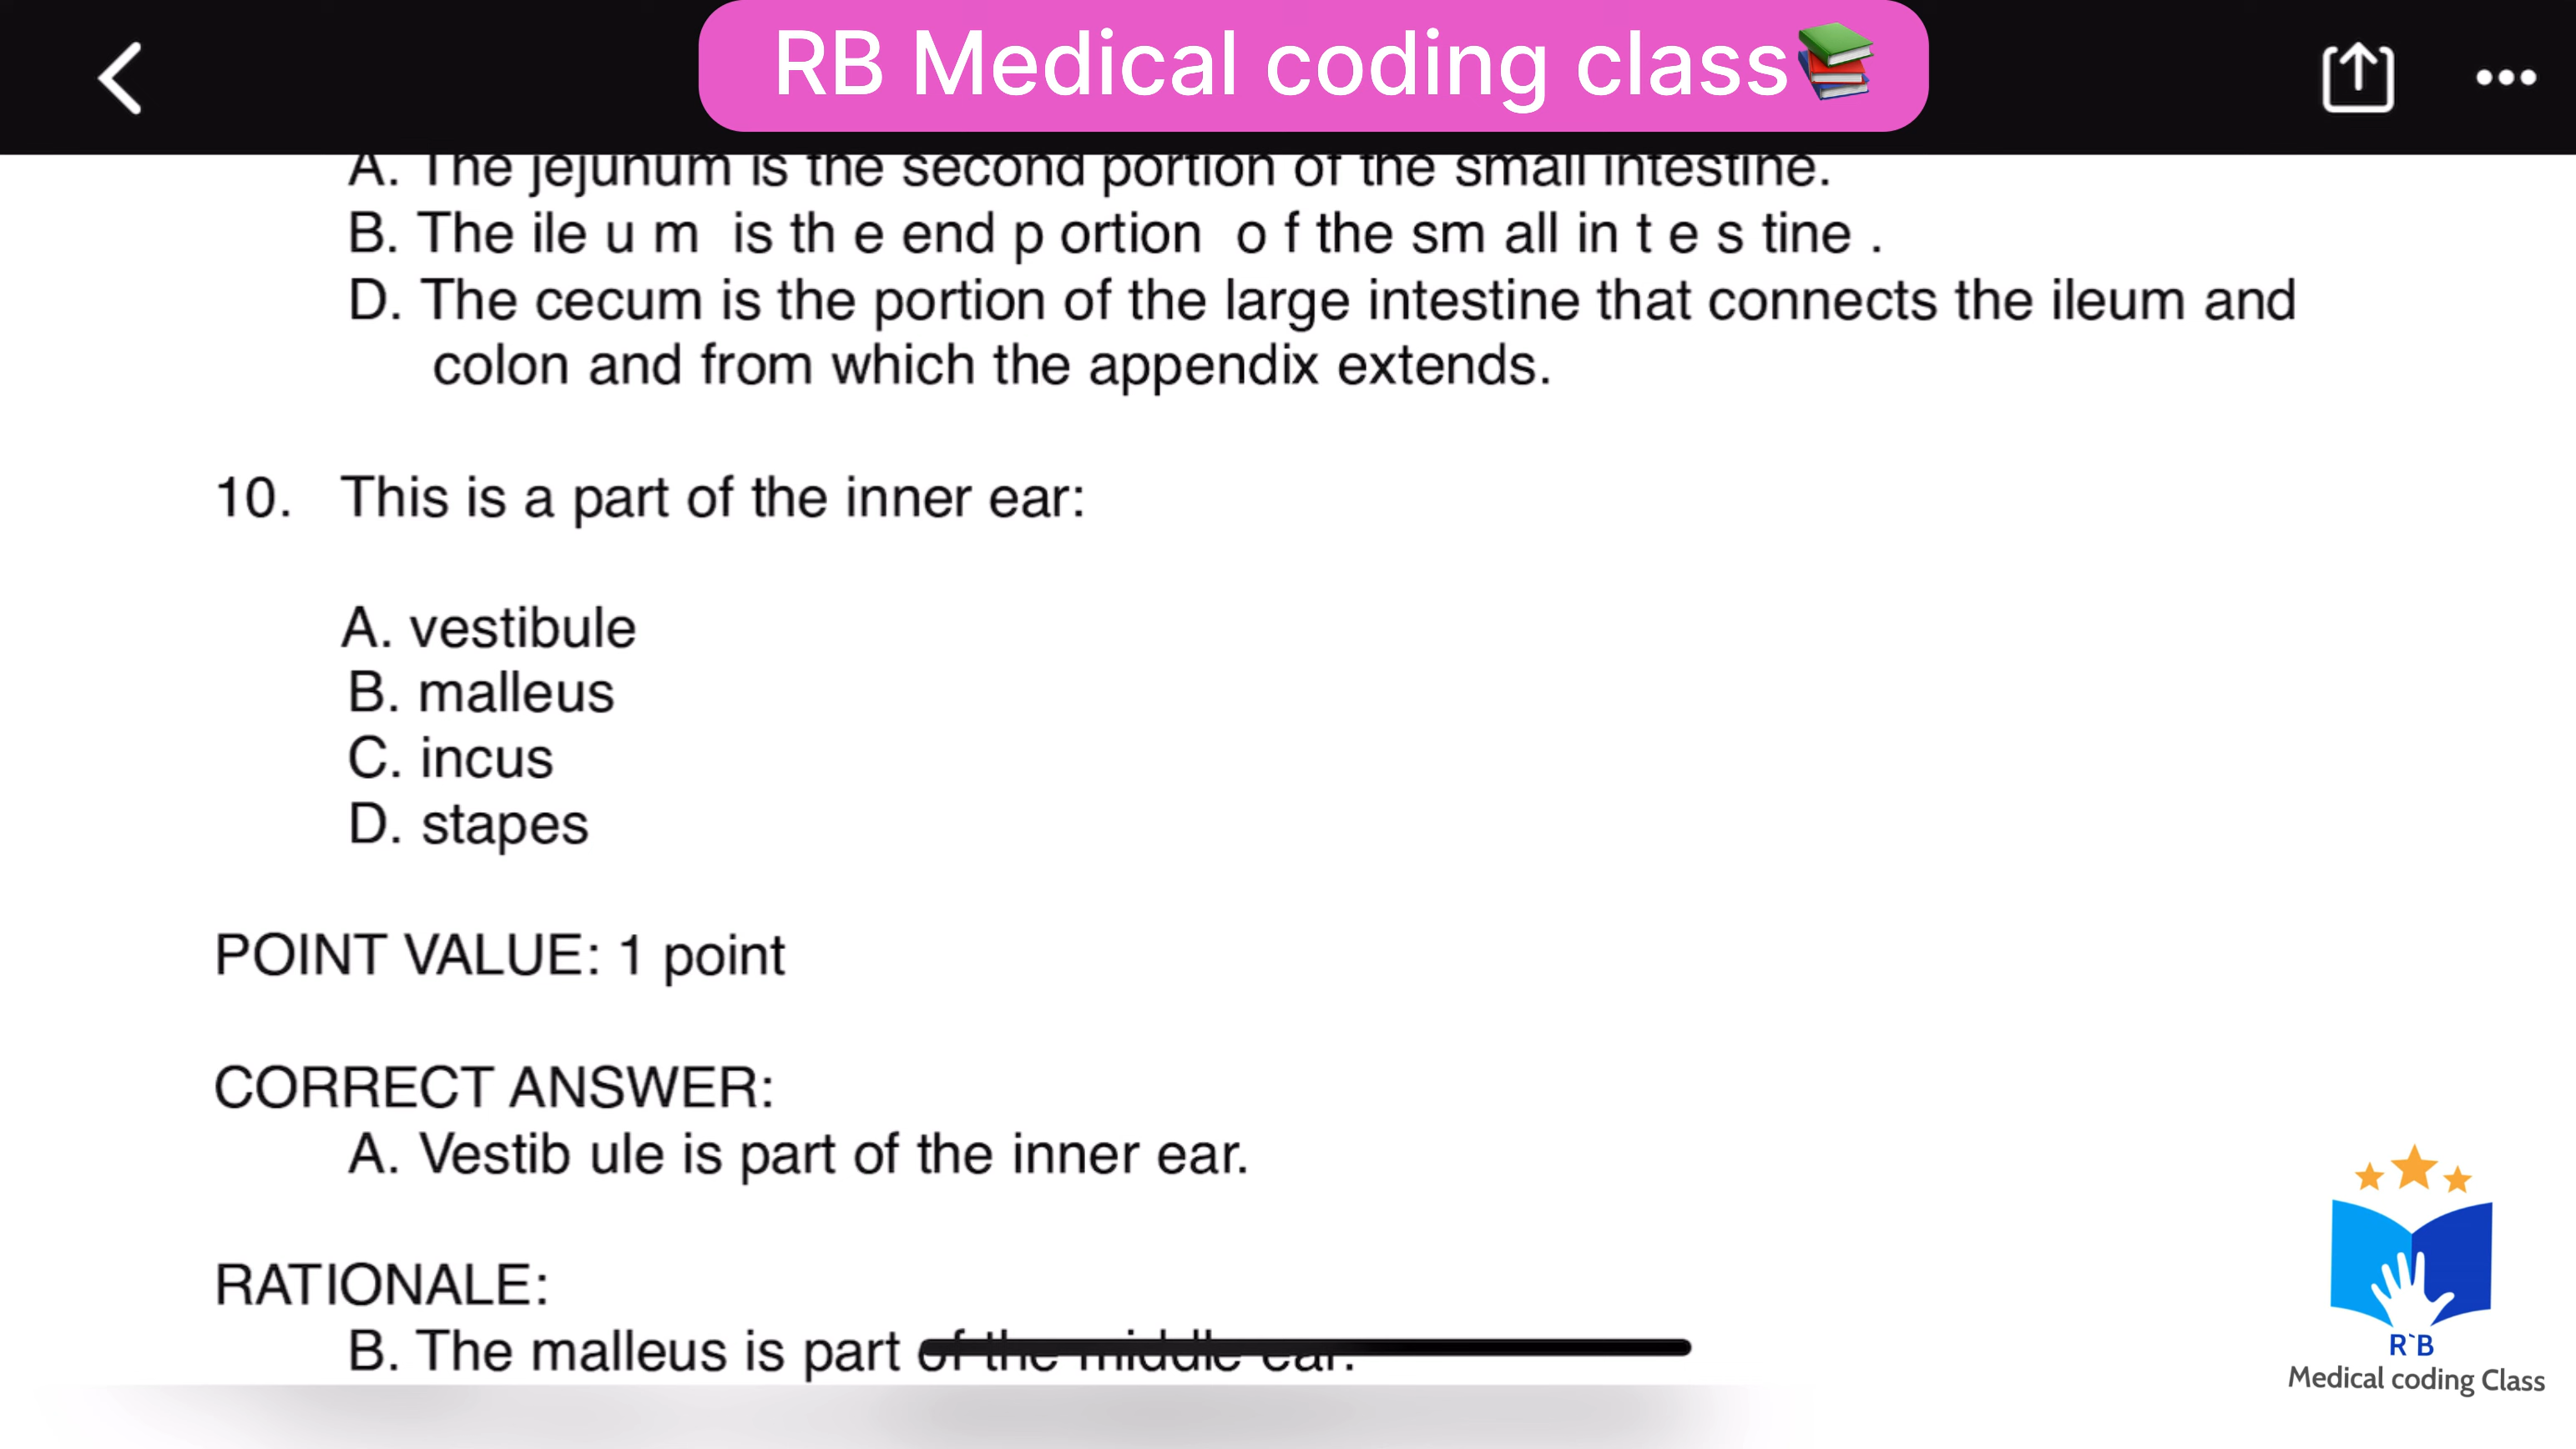 RB Medical coding class📚
A. The jejunum is the second portion of the small intestine.
B. The ile u m is th e end p ortion o f the sm all in t e s tine .
D. The cecum is the portion of the large intestine that connects the ileum and
colon and from which the appendix extends.
10. This is a part of the inner ear:
A. vestibule
B. malleus
C. incus
D. stapes
POINT VALUE: 1 point
CORRECT ANSWER:
A. Vestib ule is part of the inner ear.
RATIONALE:
B. The malleus is part of the middle ear.
R`B
Medical coding Class